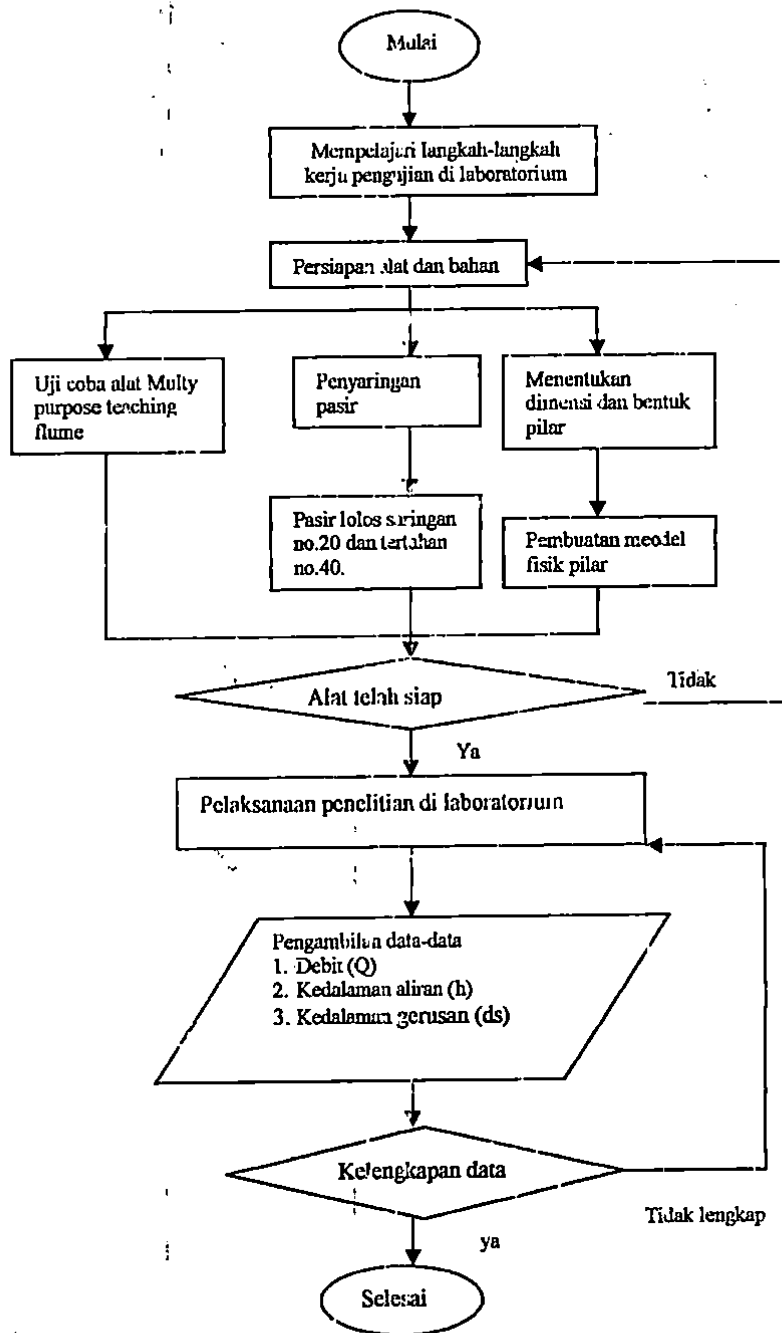 Mulai
Mempelajari langkah-langkah
kerja pengujian di laboratorium
Persiapan alat dan bahan
Uji coba alat Multy
purpose teaching
flume
Penyaringan
pasir
Menentukan
dimensi dan bentuk
pilar
Pasir lolos saringan
no.20 dan tertahan
no.40.
Pembuatan meodel
fisik pilar
Alat telah siap
Tidak
Ya
Pelaksanaan penelitian di laboratorium
Pengambilan data-data
1. Debit (Q)
2. Kedalaman aliran (h)
3. Kedalaman gerusan (ds)
Kelengkapan data
Tidak lengkap
ya
Selesai